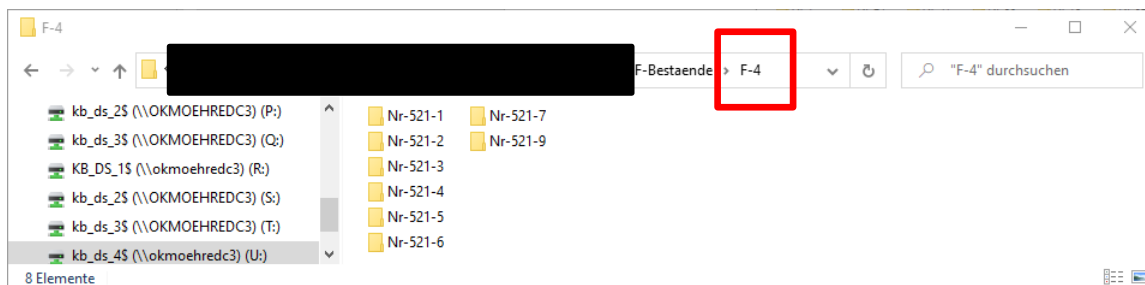 F-4
F-Bestaende › F-4
"F-4" durchsuchen
kb_ds_2$ (\\OKMOEHREDC3) (P:)
kb_ds_3$ (\\OKMOEHREDC3) (Q:)
KB_DS_1$ (\\okmoehredc3) (R:)
kb_ds_2$ (\\OKMOEHREDC3) (S:)
kb_ds_3$ (\\OKMOEHREDC3) (T:)
kb_ds_4$ (\\okmoehredc3) (U:)
Nr-521-1
Nr-521-2
Nr-521-3
Nr-521-4
Nr-521-5
Nr-521-6
Nr-521-7
Nr-521-9
8 Elemente